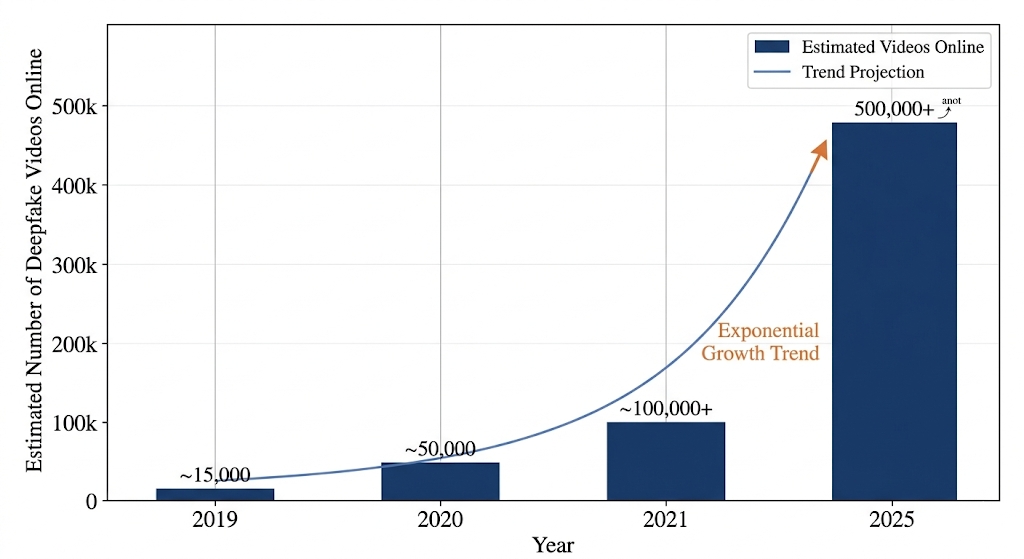 Estimated Number of Deepfake Videos Online
500k
400k
300k
200k
100k
0
Estimated Videos Online
Trend Projection
500,000+
anot
Exponential
Growth Trend
~100,000+
~50,000
~15,000
2019
2020
2021
2025
Year